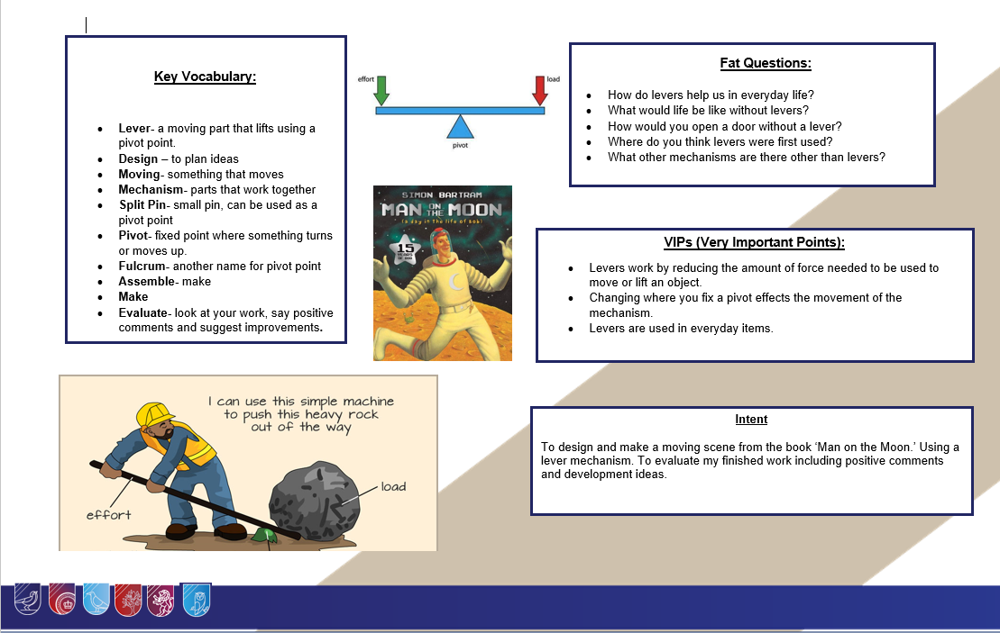 Key Vocabulary:
Lever- a moving part that lifts using a
pivot point.
Design – to plan ideas
Moving- something that moves
Mechanism- parts that work together
Split Pin- small pin, can be used as a
pivot point
Pivot- fixed point where something turns
or moves up.
Fulcrum- another name for pivot point
Assemble- make
Make
Evaluate- look at your work, say positive
comments and suggest improvements.
effort
load
pivot
SIMON BARTRAM
MAN ON THE MOON
(a day in the life of Bob)
15
YEARS
OF BOB
Fat Questions:
How do levers help us in everyday life?
What would life be like without levers?
How would you open a door without a lever?
Where do you think levers were first used?
What other mechanisms are there other than levers?
VIPs (Very Important Points):
Levers work by reducing the amount of force needed to be used to
move or lift an object.
Changing where you fix a pivot effects the movement of the
mechanism.
Levers are used in everyday items.
I can use this simple machine
to push this heavy rock
out of the way
load
effort
Intent
To design and make a moving scene from the book ‘Man on the Moon.’ Using a
lever mechanism. To evaluate my finished work including positive comments
and development ideas.